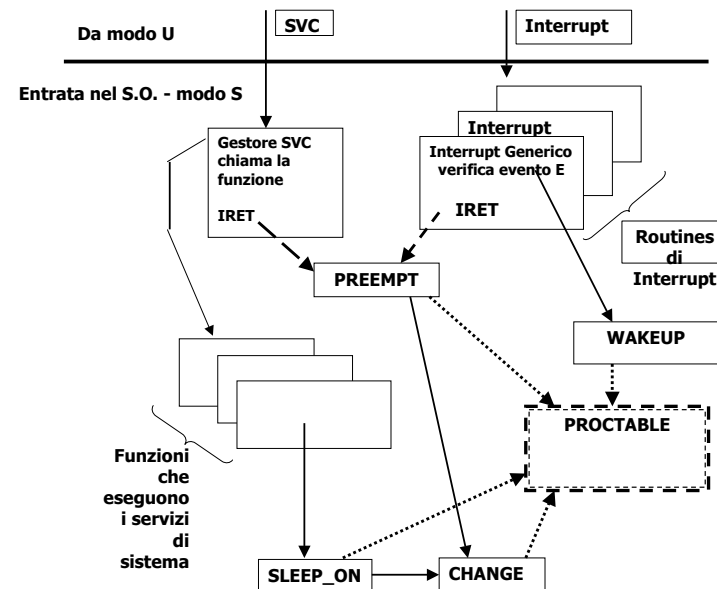 Da modo U
SVC
Interrupt
Entrata nel S.O. - modo S
Gestore SVC
chiama la
funzione
IRET
Interrupt
Interrupt Generico
verifica evento E
IRET
Routines
di
Interrupt
PREEMPT
WAKEUP
PROCTABLE
Funzioni
che
eseguono
i servizi
di
sistema
SLEEP_ON
CHANGE